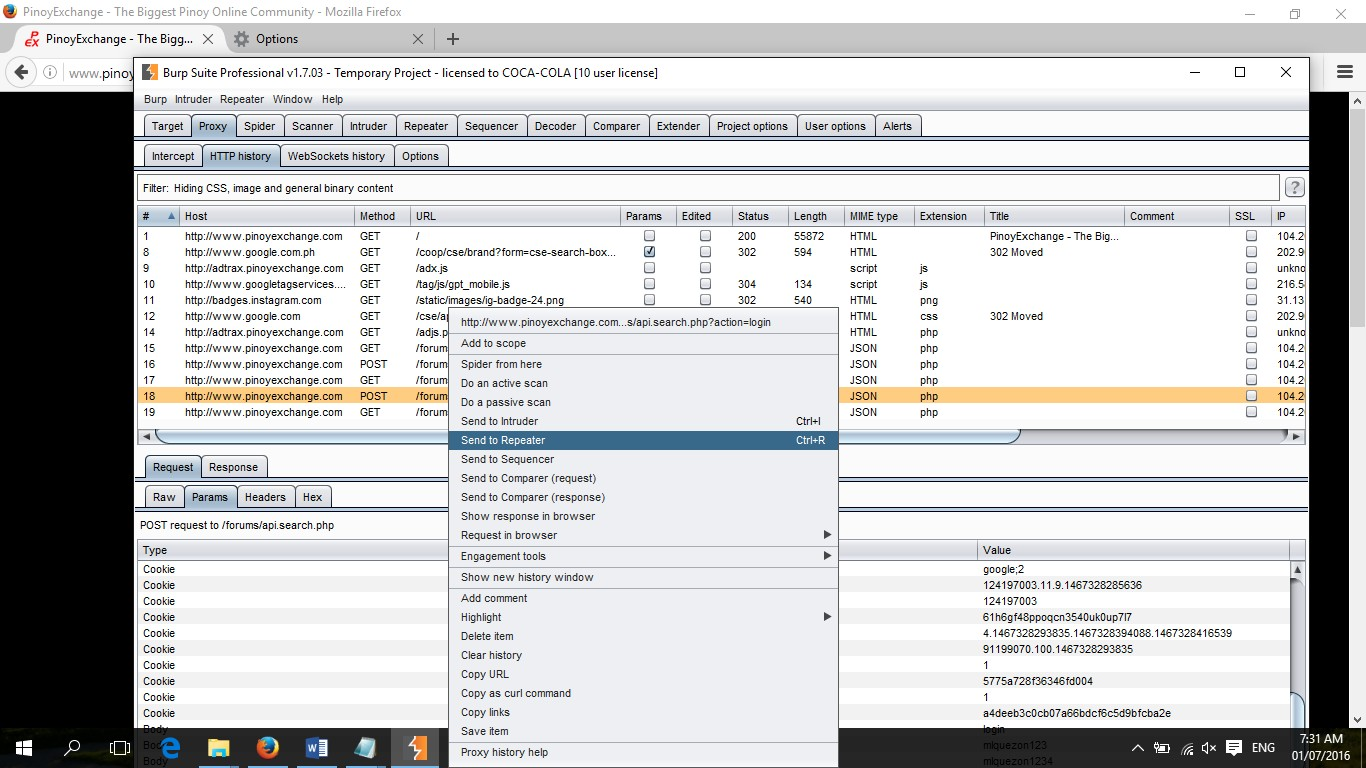 PinoyExchange - The Biggest Pinoy Online Community - Mozilla Firefox
PinoyExchange - The Bigg...
Options
www.pinoy
Burp Suite Professional v1.7.03 - Temporary Project - licensed to COCA-COLA [10 user license]
Burp Intruder Repeater Window Help
Target Proxy Spider Scanner Intruder Repeater Sequencer Decoder Comparer Extender Project options User options Alerts
Intercept HTTP history WebSockets history Options
Filter: Hiding CSS, image and general binary content ?
# Host Method URL Params Edited Status Length MIME type Extension Title Comment SSL IP
1 http://www.pinoyexchange.com GET / 200 55872 HTML PinoyExchange - The Big... 104.2
8 http://www.google.com.ph GET /coop/cse/brand?form=cse-search-box... 302 594 HTML 302 Moved 202.9
9 http://adtrax.pinoyexchange.com GET /adx.js script js unkno
10 http://www.googletagservices.... GET /tag/js/gpt_mobile.js 304 134 script js 216.5
11 http://badges.instagram.com GET /static/images/ig-badge-24.png 302 540 HTML png 31.13
12 http://www.google.com GET /cse/ap HTML css 302 Moved 202.9
14 http://adtrax.pinoyexchange.com GET /adjs.p HTML php unkno
15 http://www.pinoyexchange.com GET /forum JSON php 104.2
16 http://www.pinoyexchange.com POST /forum JSON php 104.2
17 http://www.pinoyexchange.com GET /forum JSON php 104.2
18 http://www.pinoyexchange.com POST /forum JSON php 104.2
19 http://www.pinoyexchange.com GET /forum JSON php 104.2
http://www.pinoyexchange.com...s/api.search.php?action=login
Add to scope
Spider from here
Do an active scan
Do a passive scan
Send to Intruder Ctrl+I
Send to Repeater Ctrl+R
Send to Sequencer
Send to Comparer (request)
Send to Comparer (response)
Show response in browser
Request in browser
Engagement tools
Show new history window
Add comment
Highlight
Delete item
Clear history
Copy URL
Copy as curl command
Copy links
Save item
Proxy history help
Request Response
Raw Params Headers Hex
POST request to /forums/api.search.php
Type Value
Cookie google;2
Cookie 124197003.11.9.1467328285636
Cookie 124197003
Cookie 61h6gf48ppoqcn3540uk0up7l7
Cookie 4.1467328293835.1467328394088.1467328416539
Cookie 91199070.100.1467328293835
Cookie 1
Cookie 5775a728f36346fd004
Cookie 1
Cookie a4deeb3c0cb07a66bdcf6c5d9bfcba2e
Body login
Body mlquezon123
Body mlquezon1234
ENG
7:31 AM
01/07/2016